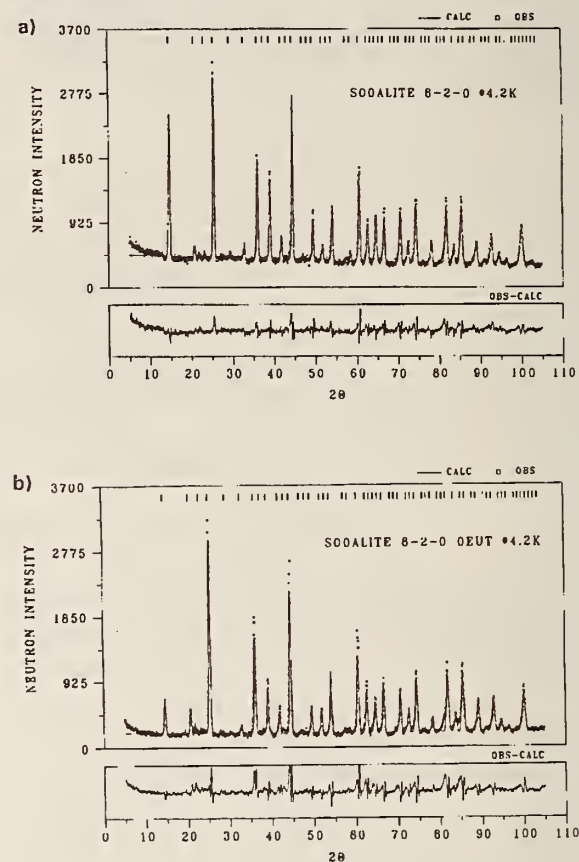 a)
CALC OBS
3700
2775
1850
925
0
NEUTRON INTENSITY
SODALITE 8-2-0 @4.2K
OBS-CALC
0 10 20 30 40 50 60 70 80 90 100 110
2θ
b)
CALC OBS
3700
2775
1850
925
0
NEUTRON INTENSITY
SODALITE 8-2-0 DEUT @4.2K
OBS-CALC
0 10 20 30 40 50 60 70 80 90 100 110
2θ